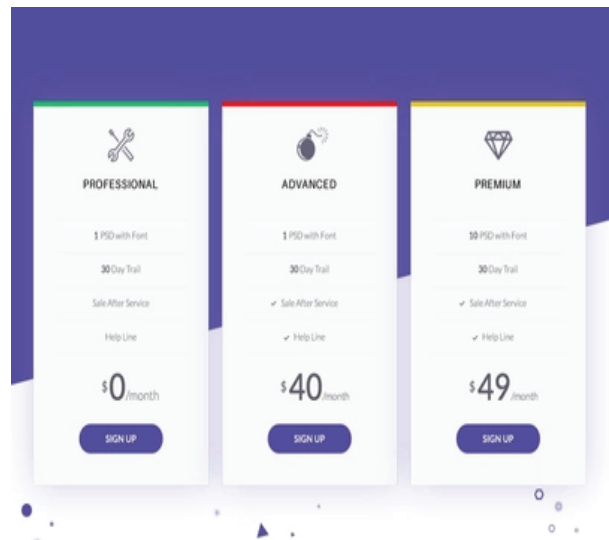 PROFESSIONAL
1 PSD with Font
30 Day Trail
Sale After Service
Help Line
$0/month
SIGN UP
ADVANCED
1 PSD with Font
30 Day Trail
✓ Sale After Service
✓ Help Line
$40/month
SIGN UP
PREMIUM
10 PSD with Font
30 Day Trail
✓ Sale After Service
✓ Help Line
$49/month
SIGN UP